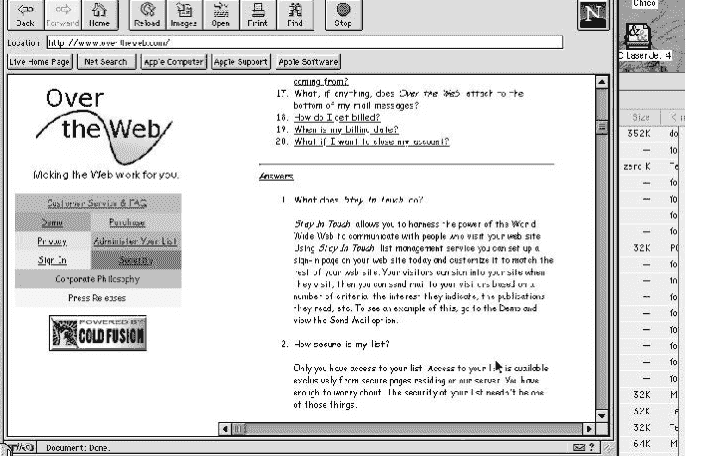 Back Forward Home Reload Images Open Print Find Stop
N
Location: http://www.overtheweb.com/
Live Home Page Net Search Apple Computer Apple Support Apple Software
Over
the Web
Making the Web work for you.
Customer Service & FAQ
Demo Purchase
Privacy Administer Your List
Sign In Security
Corporate Philosophy
Press Releases
POWERED BY
COLD FUSION
coming from?
17. What, if anything, does Over the Web attach to the
bottom of my mail messages?
18. How do I get billed?
19. When is my billing date?
20. What if I want to close my account?
Answers
1. What does Stay In Touch do?
Stay In Touch allows you to harness the power of the World
Wide Web to communicate with people who visit your web site
Using Stay In Touch list management service you can set up a
sign-in page on your web site today and customize it to match the
rest of your web site. Your visitors can sign into your site when
they visit, then you can send mail to your visitors based on a
number of criteria, the interest they indicate, the publications
they read, etc. To see an example of this, go to the Demo and
view the Send Mail option.
2. How secure is my list?
Only you have access to your list. Access to your list is available
exclusively from secure pages residing on our server. You have
enough to worry about. The security of your list needn't be one
of those things.
Document: Done.
?
Chico
LaserJet 4
Size
352K
—
zero K
—
—
32K
—
—
32K
32K
32K
64K